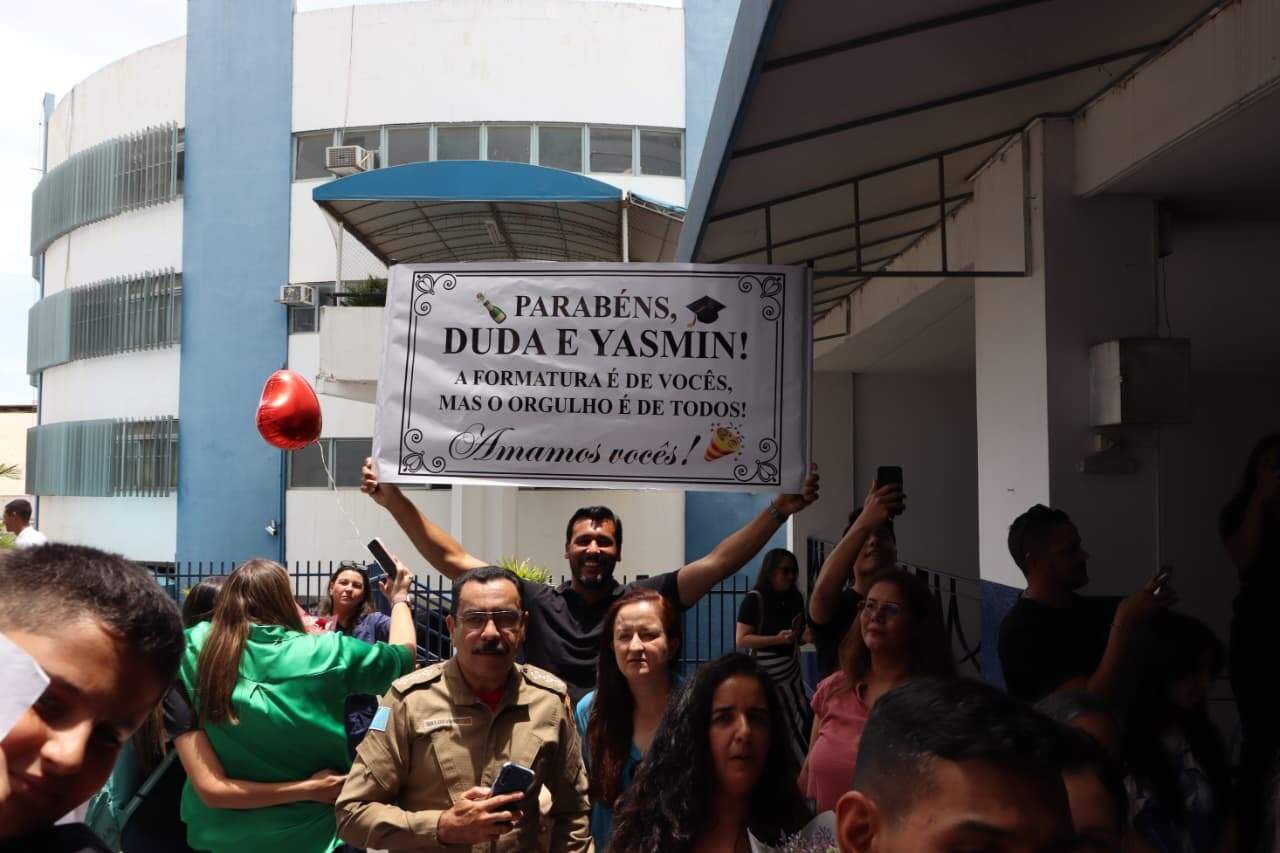 PARABÉNS,
DUDA E YASMIN!
A FORMATURA É DE VOCÊS,
MAS O ORGULHO É DE TODOS!
Amamos vocês!